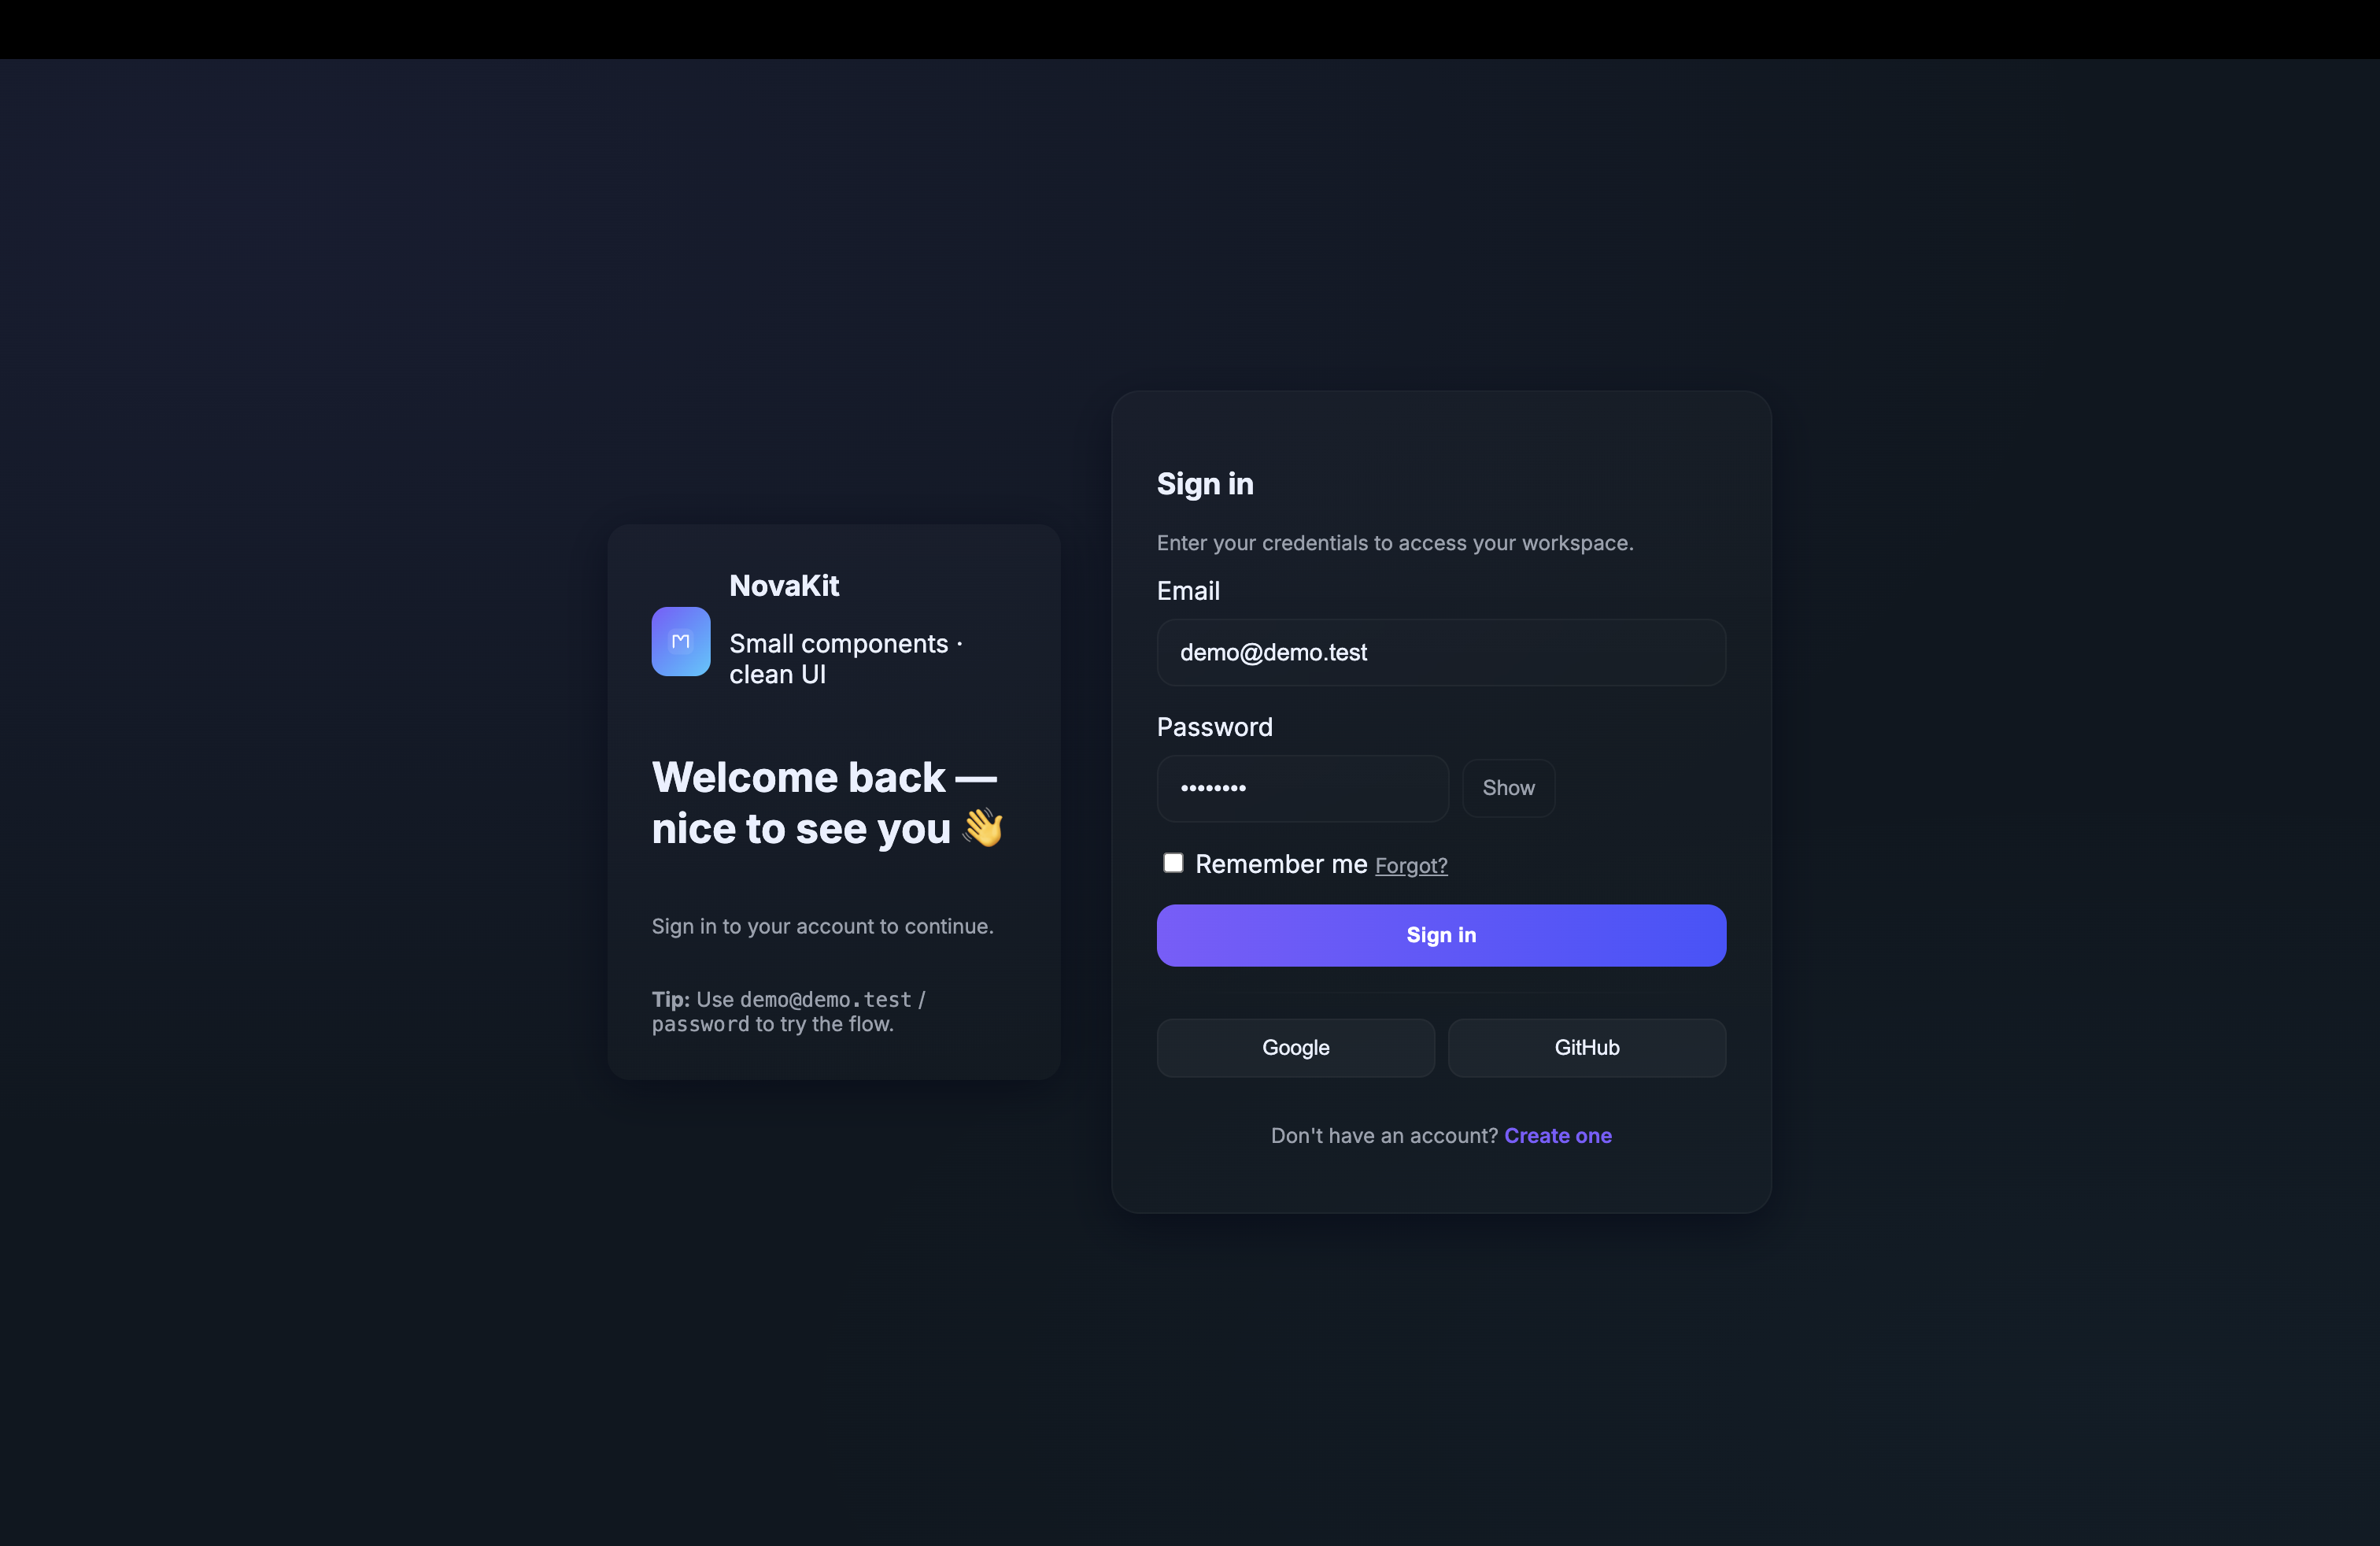 NovaKit
Small components ·
clean UI
Welcome back —
nice to see you 👋
Sign in to your account to continue.
Tip: Use demo@demo.test /
password to try the flow.
Sign in
Enter your credentials to access your workspace.
Email
demo@demo.test
Password
••••••••
Show
Remember me Forgot?
Sign in
Google
GitHub
Don't have an account? Create one